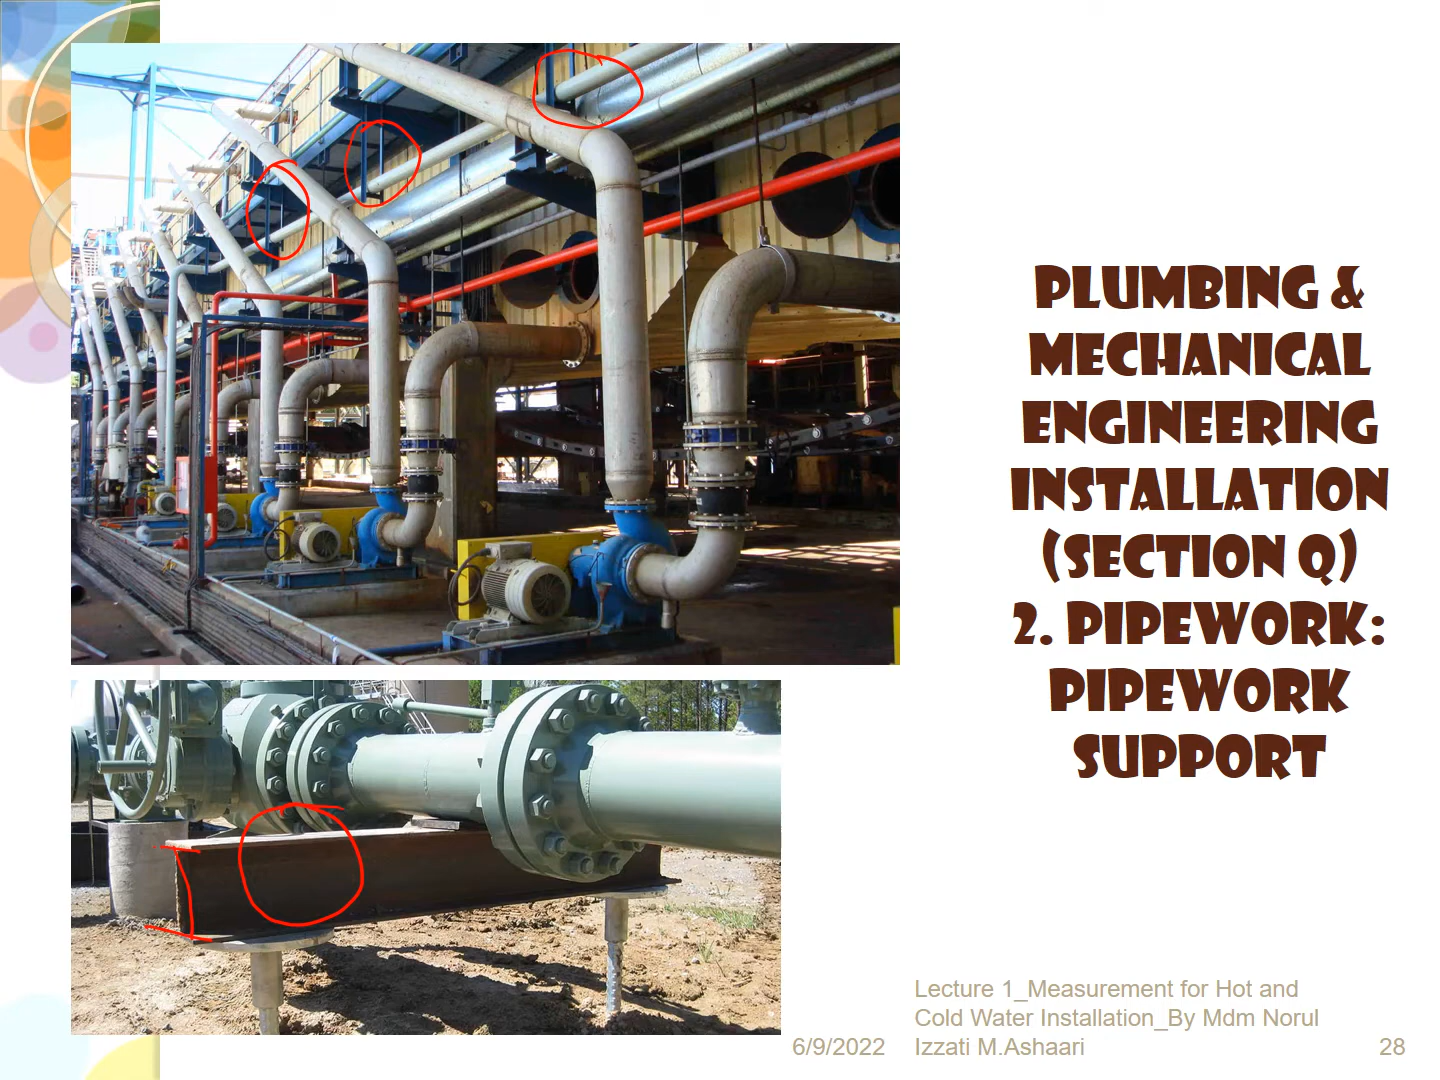 PLUMBING &
MECHANICAL
ENGINEERING
INSTALLATION
(SECTION Q)
2. PIPEWORK:
PIPEWORK
SUPPORT
Lecture 1_Measurement for Hot and
Cold Water Installation_By Mdm Norul
6/9/2022 Izzati M.Ashaari 28